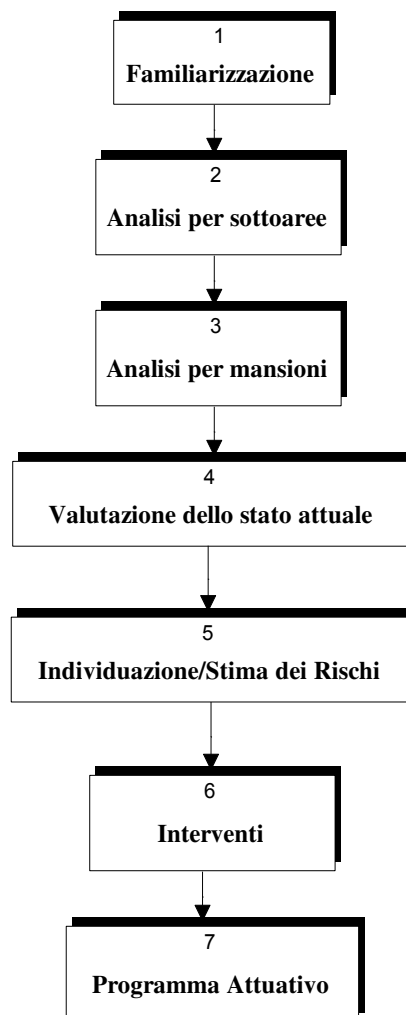 1
Familiarizzazione
2
Analisi per sottoaree
3
Analisi per mansioni
4
Valutazione dello stato attuale
5
Individuazione/Stima dei Rischi
6
Interventi
7
Programma Attuativo